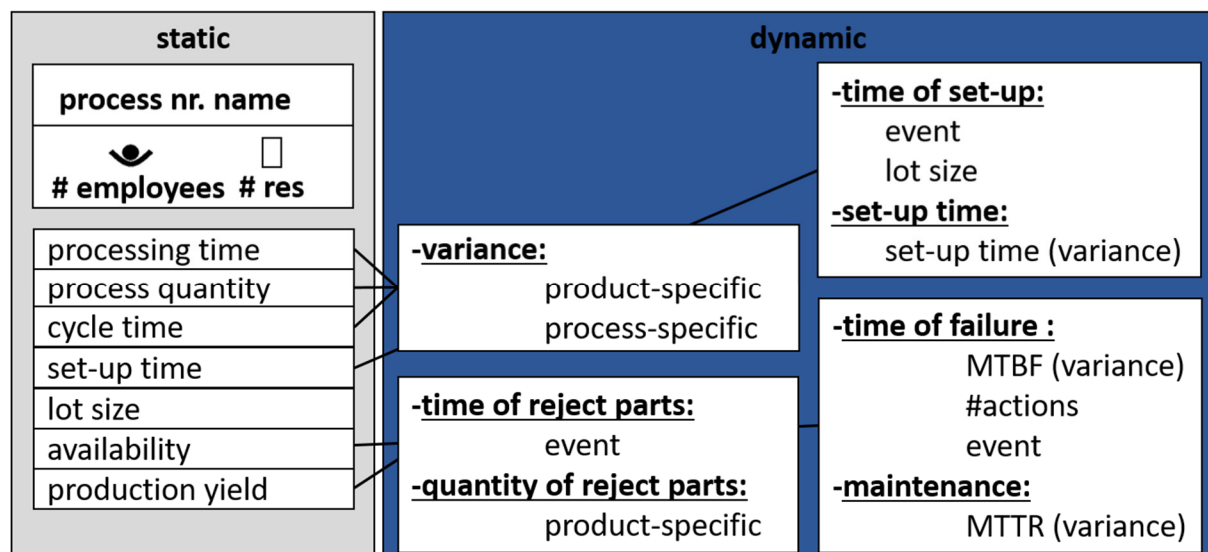 static
process nr. name
# employees # res
processing time
process quantity
cycle time
set-up time
lot size
availability
production yield
dynamic
-variance:
product-specific
process-specific
-time of reject parts:
event
-quantity of reject parts:
product-specific
-time of set-up:
event
lot size
-set-up time:
set-up time (variance)
-time of failure :
MTBF (variance)
#actions
event
-maintenance:
MTTR (variance)